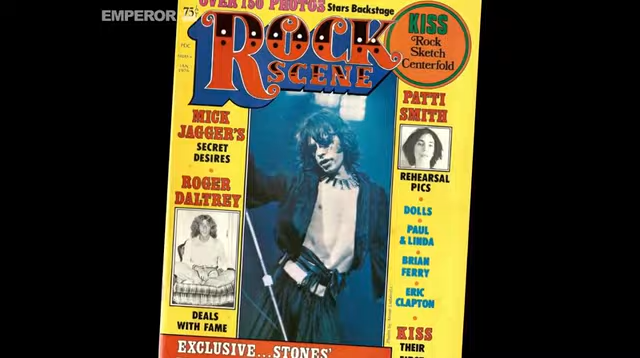 EMPEROR
OVER 150 PHOTOS
Stars Backstage
75¢
ROCK
SCENE
KISS
Rock
Sketch
Centerfold
MICK
JAGGER'S
SECRET
DESIRES
ROGER
DALTREY
DEALS
WITH FAME
PATTI
SMITH
REHEARSAL
PICS
DOLLS
PAUL
& LINDA
BRIAN
FERRY
ERIC
CLAPTON
KISS
THEIR
EXCLUSIVE...STONES'